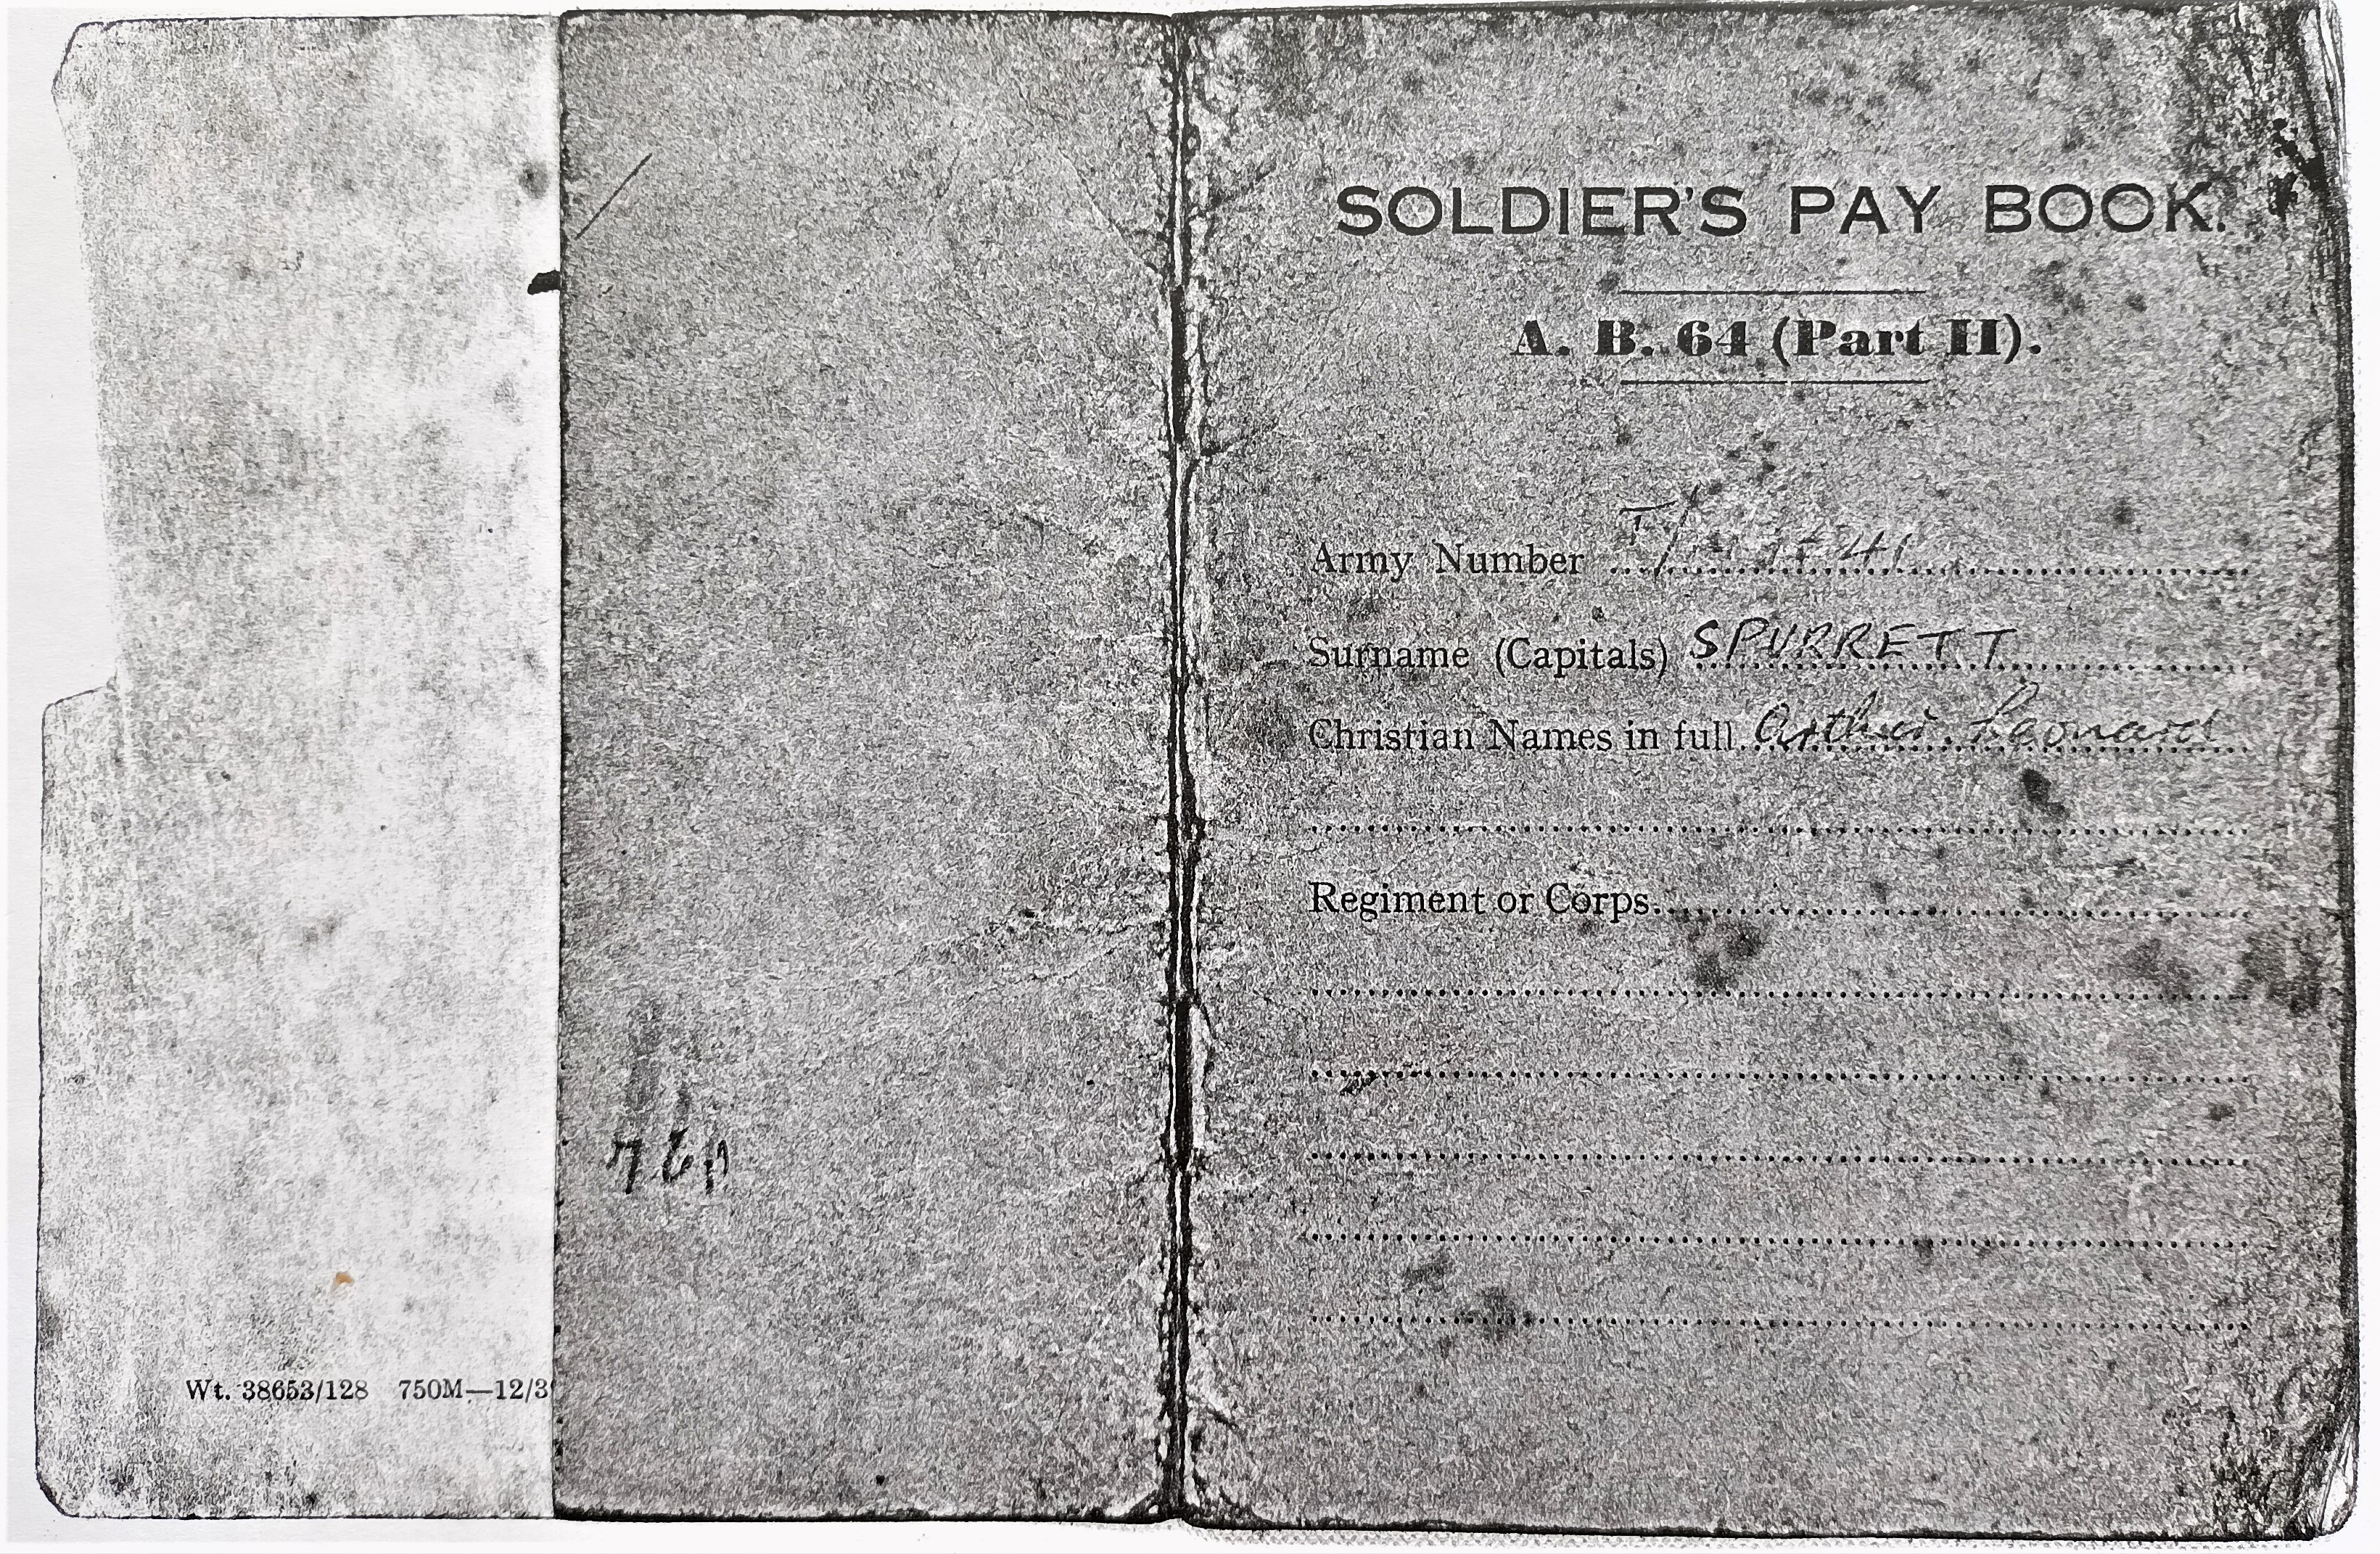 Wt. 38653/128 750M—12/3
SOLDIER'S PAY BOOK.
A. B. 64 (Part II).
Army Number T/
Surname (Capitals) SPURRETT
Christian Names in full Arthur Leonard
Regiment or Corps